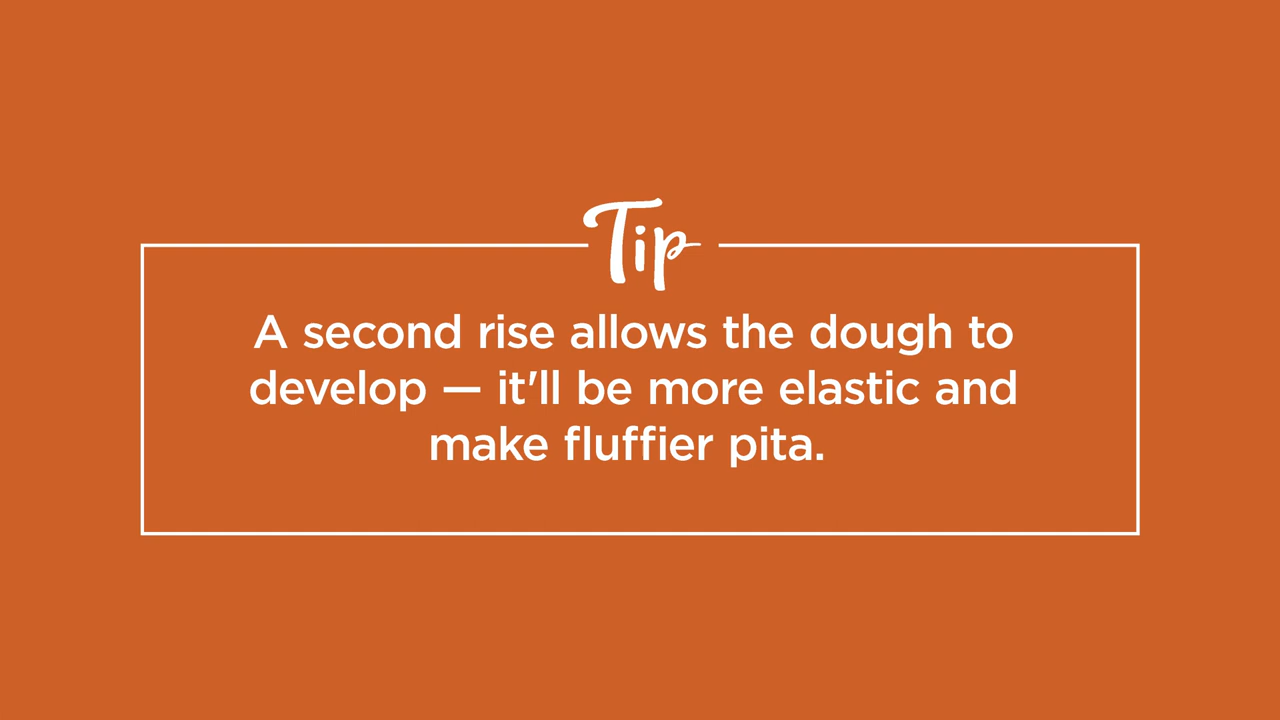 Tip
A second rise allows the dough to
develop — it'll be more elastic and
make fluffier pita.